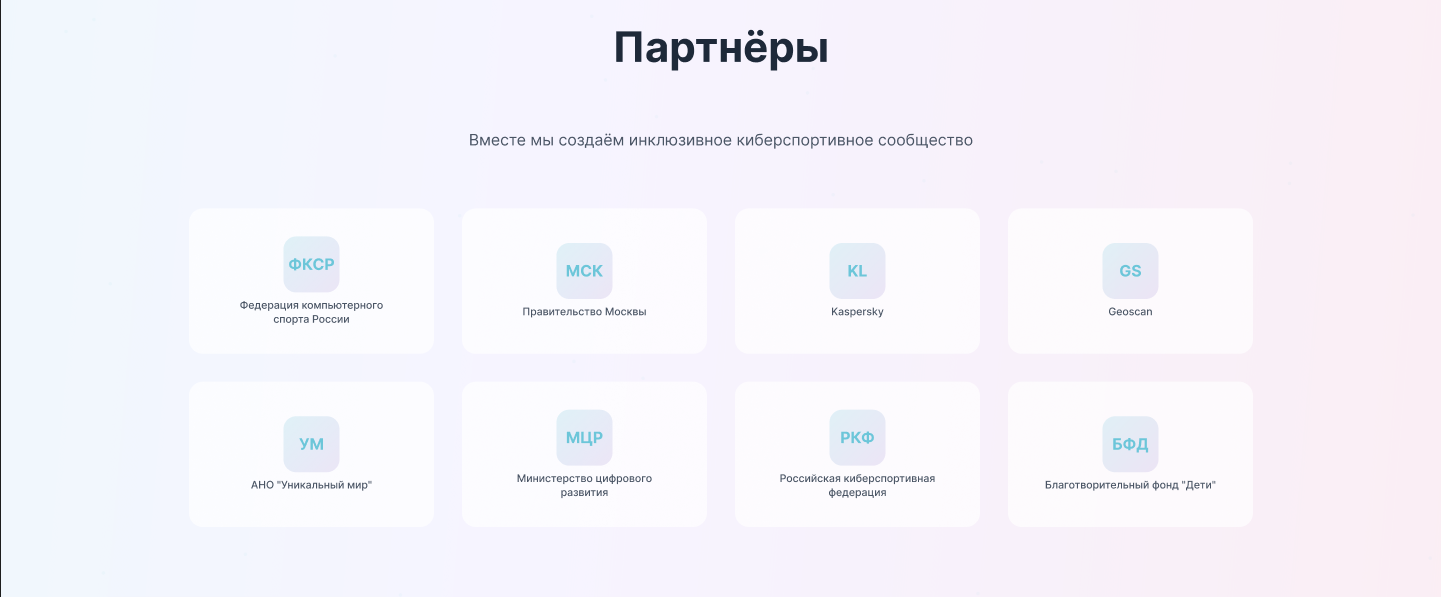 Партнёры
Вместе мы создаём инклюзивное киберспортивное сообщество
ФКСР
Федерация компьютерного
спорта России
МСК
Правительство Москвы
KL
Kaspersky
GS
Geoscan
УМ
АНО "Уникальный мир"
МЦР
Министерство цифрового
развития
РКФ
Российская киберспортивная
федерация
БФД
Благотворительный фонд "Дети"